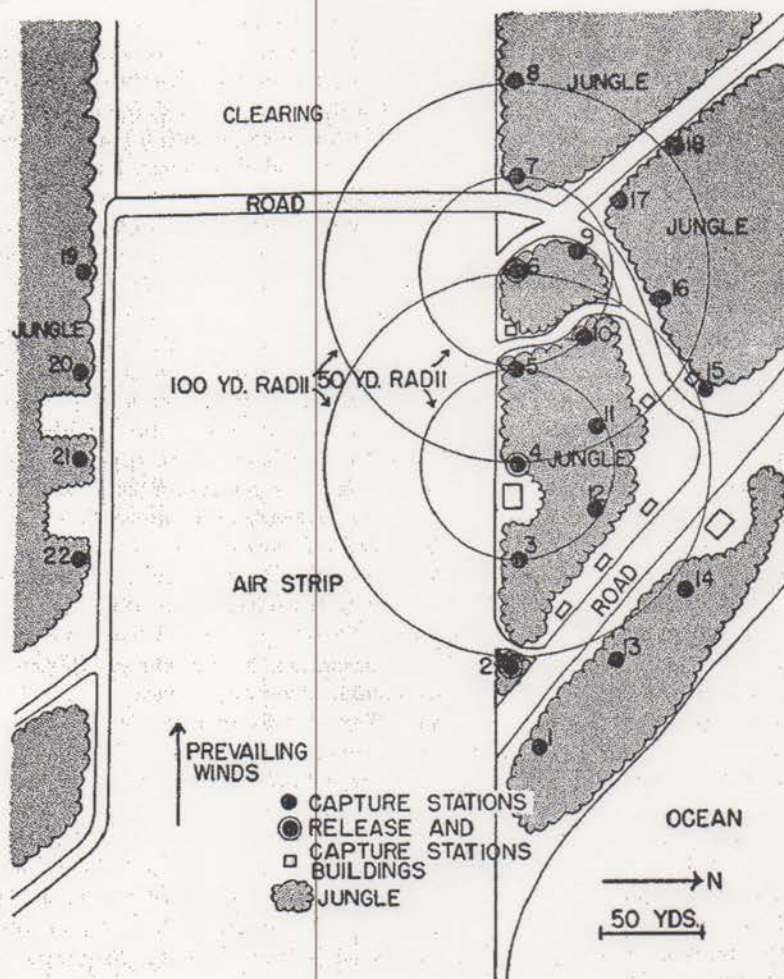 8
JUNGLE
CLEARING
18
7
ROAD
17
JUNGLE
9
19
6
16
JUNGLE
10
20
5
15
100 YD. RADII
50 YD. RADII
11
21
4
JUNGLE
12
22
3
AIR STRIP
ROAD
14
2
13
PREVAILING
WINDS
1
CAPTURE STATIONS
RELEASE AND
CAPTURE STATIONS
BUILDINGS
JUNGLE
OCEAN
N
50 YDS.